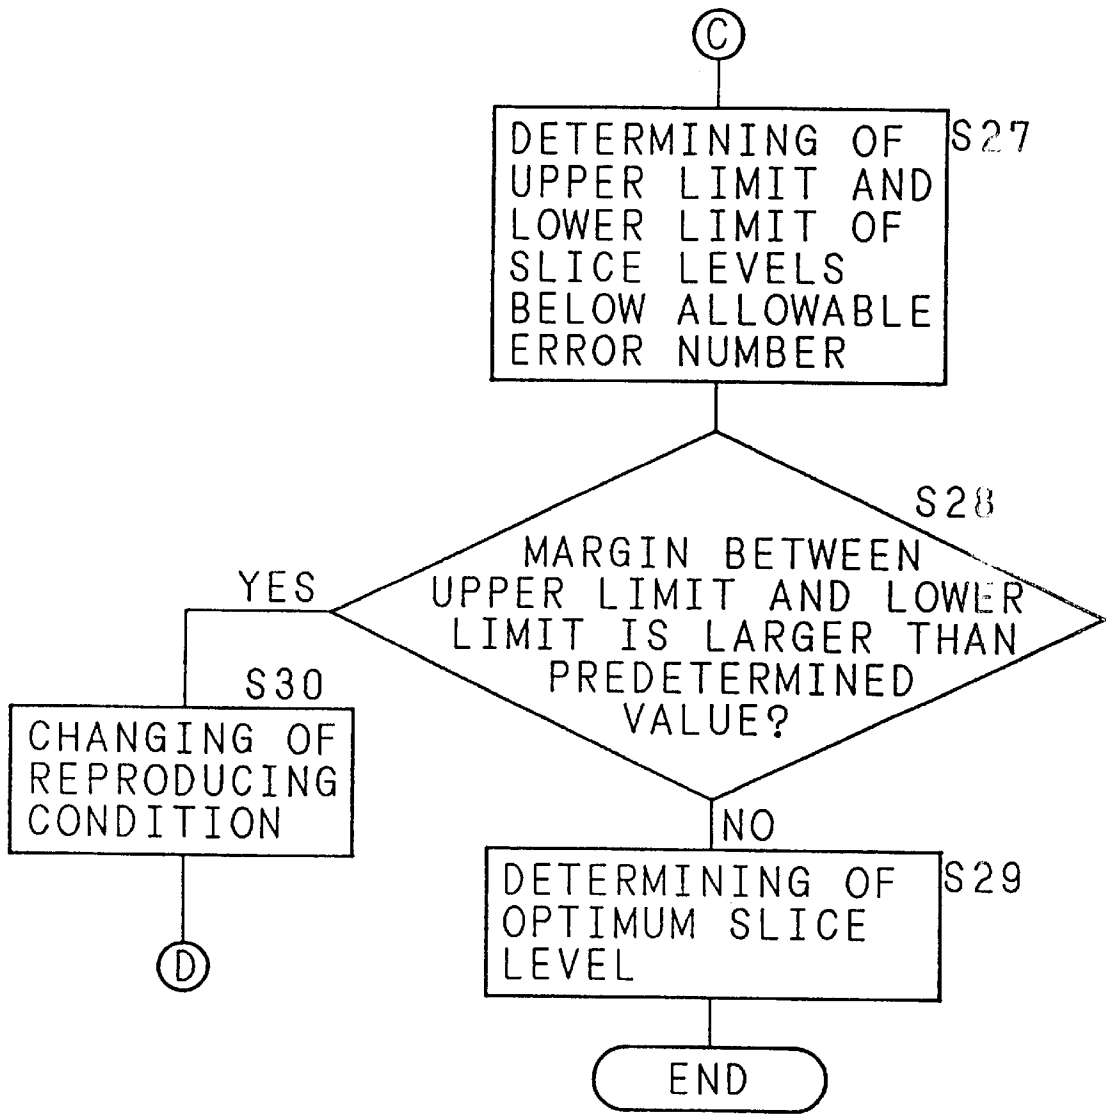 C
DETERMINING OF
UPPER LIMIT AND
LOWER LIMIT OF
SLICE LEVELS
BELOW ALLOWABLE
ERROR NUMBER
S27
S28
MARGIN BETWEEN
UPPER LIMIT AND LOWER
LIMIT IS LARGER THAN
PREDETERMINED
VALUE?
YES
S30
CHANGING OF
REPRODUCING
CONDITION
D
NO
S29
DETERMINING OF
OPTIMUM SLICE
LEVEL
END